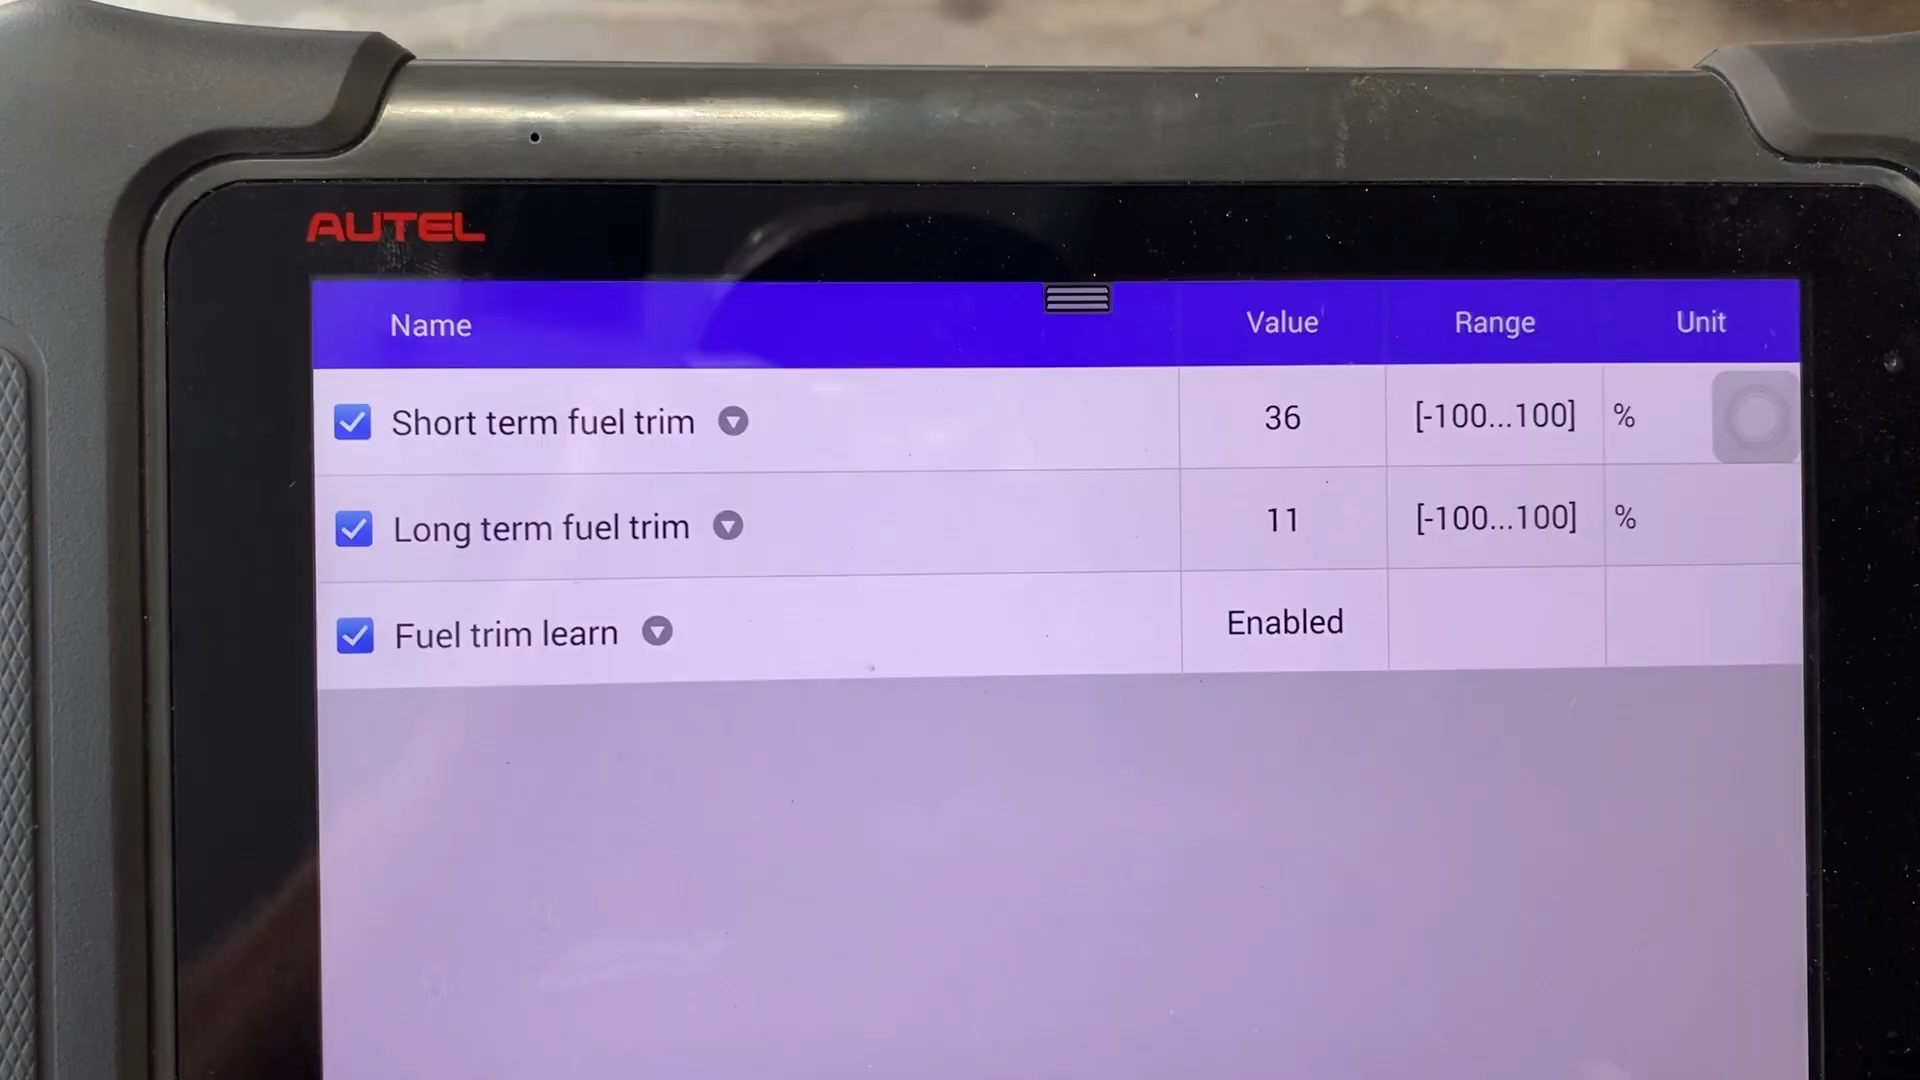 AUTEL
Name Value Range Unit
Short term fuel trim 36 [-100...100] %
Long term fuel trim 11 [-100...100] %
Fuel trim learn Enabled